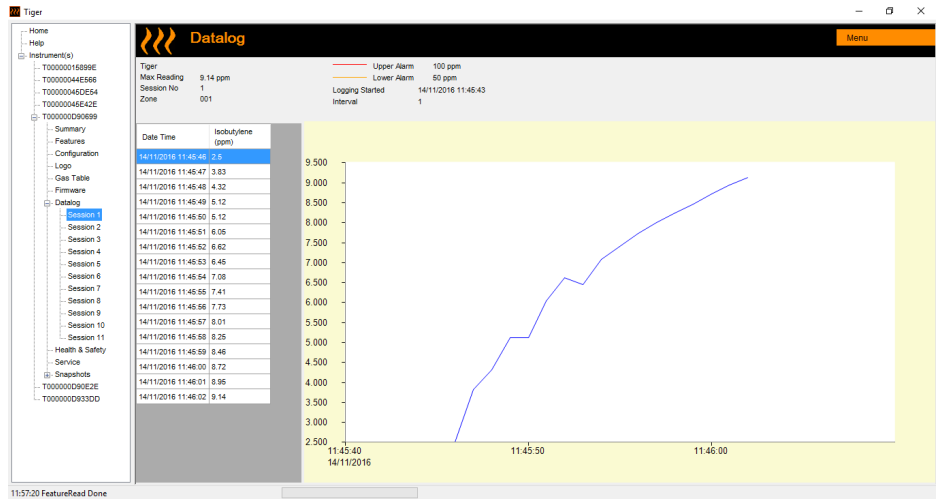 Tiger
Home
Help
Instrument(s)
T00000015899E
T00000044E566
T00000045DE54
T00000045E42E
T000000D90699
Summary
Features
Configuration
Logo
Gas Table
Firmware
Datalog
Session 1
Session 2
Session 3
Session 4
Session 5
Session 6
Session 7
Session 8
Session 9
Session 10
Session 11
Health & Safety
Service
Snapshots
T000000D90E2E
T000000D933DD
Datalog
Menu
Tiger
Max Reading 9.14 ppm
Session No 1
Zone 001
Upper Alarm 100 ppm
Lower Alarm 50 ppm
Logging Started 14/11/2016 11:45:43
Interval 1
Date Time Isobutylene (ppm)
14/11/2016 11:45:46 2.5
14/11/2016 11:45:47 3.83
14/11/2016 11:45:48 4.32
14/11/2016 11:45:49 5.12
14/11/2016 11:45:50 5.12
14/11/2016 11:45:51 6.05
14/11/2016 11:45:52 6.62
14/11/2016 11:45:53 6.45
14/11/2016 11:45:54 7.08
14/11/2016 11:45:55 7.41
14/11/2016 11:45:56 7.73
14/11/2016 11:45:57 8.01
14/11/2016 11:45:58 8.25
14/11/2016 11:45:59 8.46
14/11/2016 11:46:00 8.72
14/11/2016 11:46:01 8.95
14/11/2016 11:46:02 9.14
9.500
9.000
8.500
8.000
7.500
7.000
6.500
6.000
5.500
5.000
4.500
4.000
3.500
3.000
2.500
11:45:40 11:45:50 11:46:00
14/11/2016
11:57:20 FeatureRead Done